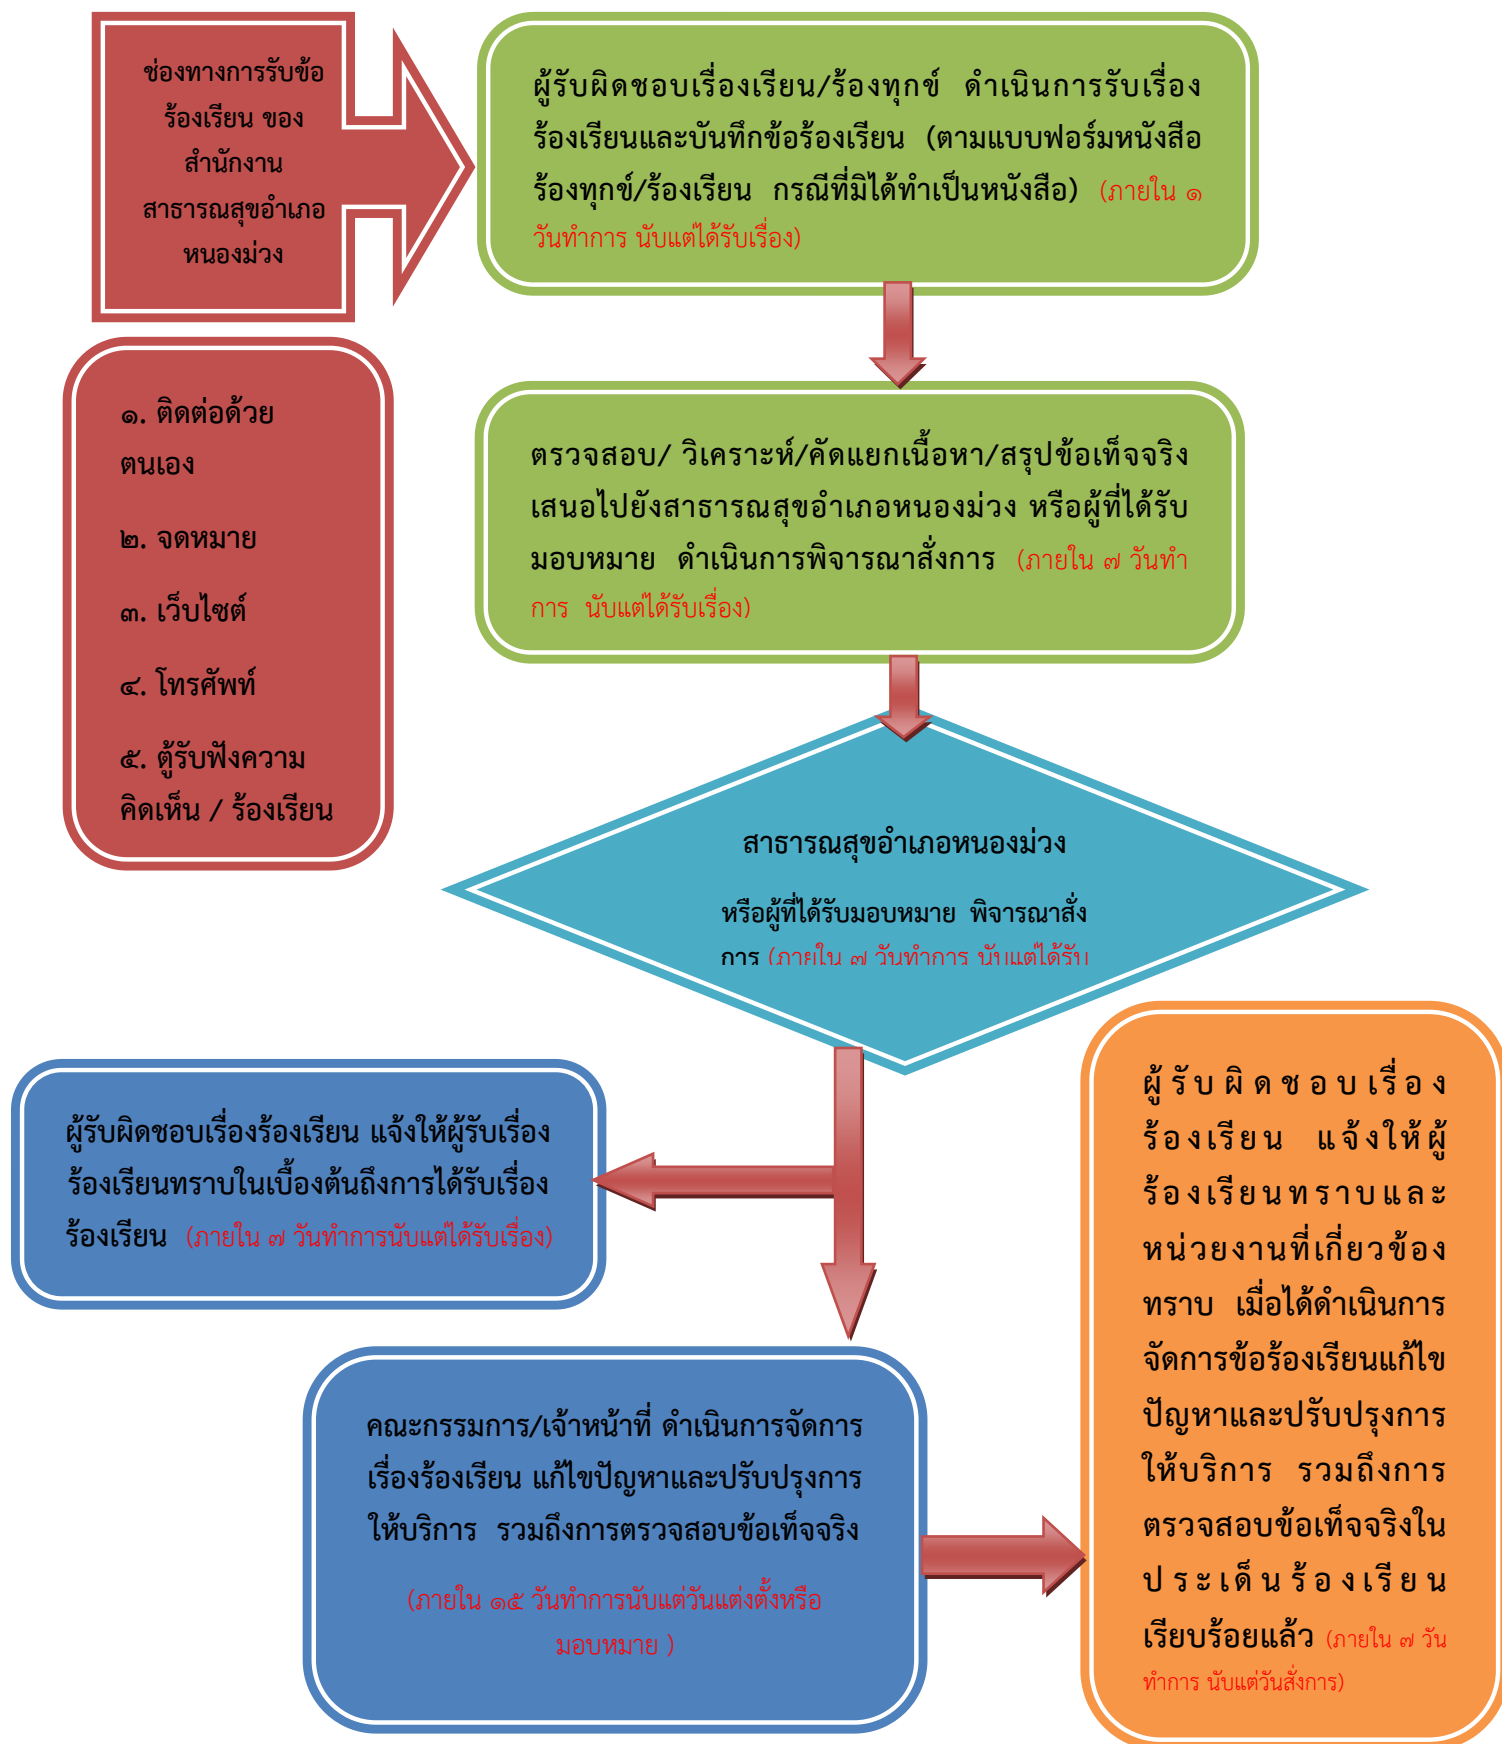 ช่องทางการรับข้อ
ร้องเรียน ของ
สำนักงาน
สาธารณสุขอำเภอ
หนองม่วง
๑. ติดต่อด้วย
ตนเอง
๒. จดหมาย
๓. เว็บไซต์
๔. โทรศัพท์
๕. ตู้รับฟังความ
คิดเห็น / ร้องเรียน
ผู้รับผิดชอบเรื่องเรียน/ร้องทุกข์ ดำเนินการรับเรื่อง
ร้องเรียนและบันทึกข้อร้องเรียน (ตามแบบฟอร์มหนังสือ
ร้องทุกข์/ร้องเรียน กรณีที่มิได้ทำเป็นหนังสือ) (ภายใน ๑
วันทำการ นับแต่ได้รับเรื่อง)
ตรวจสอบ/ วิเคราะห์/คัดแยกเนื้อหา/สรุปข้อเท็จจริง
เสนอไปยังสาธารณสุขอำเภอหนองม่วง หรือผู้ที่ได้รับ
มอบหมาย ดำเนินการพิจารณาสั่งการ (ภายใน ๗ วันทำ
การ นับแต่ได้รับเรื่อง)
สาธารณสุขอำเภอหนองม่วง
หรือผู้ที่ได้รับมอบหมาย พิจารณาสั่ง
การ (ภายใน ๗ วันทำการ นับแต่ได้รับ
ผู้รับผิดชอบเรื่องร้องเรียน แจ้งให้ผู้รับเรื่อง
ร้องเรียนทราบในเบื้องต้นถึงการได้รับเรื่อง
ร้องเรียน (ภายใน ๗ วันทำการนับแต่ได้รับเรื่อง)
คณะกรรมการ/เจ้าหน้าที่ ดำเนินการจัดการ
เรื่องร้องเรียน แก้ไขปัญหาและปรับปรุงการ
ให้บริการ รวมถึงการตรวจสอบข้อเท็จจริง
(ภายใน ๑๕ วันทำการนับแต่วันแต่งตั้งหรือ
มอบหมาย )
ผู้รับผิดชอบเรื่อง
ร้องเรียน แจ้งให้ผู้
ร้องเรียนทราบและ
หน่วยงานที่เกี่ยวข้อง
ทราบ เมื่อได้ดำเนินการ
จัดการข้อร้องเรียนแก้ไข
ปัญหาและปรับปรุงการ
ให้บริการ รวมถึงการ
ตรวจสอบข้อเท็จจริงใน
ประเด็นร้องเรียน
เรียบร้อยแล้ว (ภายใน ๗ วัน
ทำการ นับแต่วันสั่งการ)